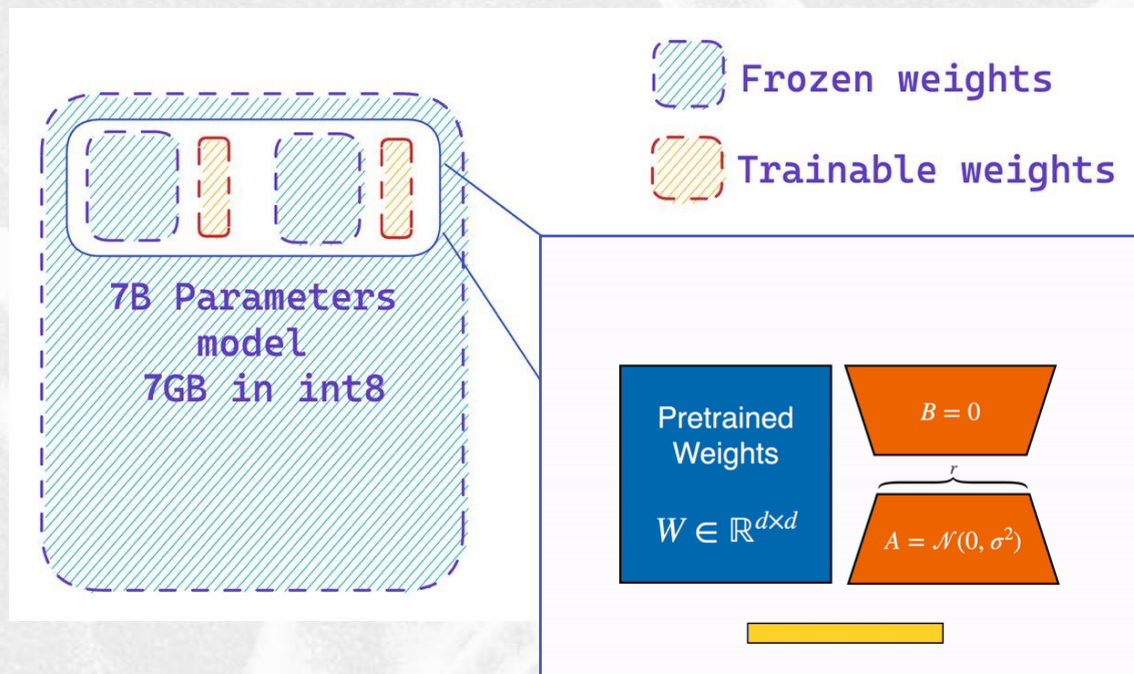 Frozen weights
Trainable weights
7B Parameters
model
7GB in int8
Pretrained
Weights
W ∈ ℝ^{d×d}
B = 0
r
A = 𝒩(0, σ²)